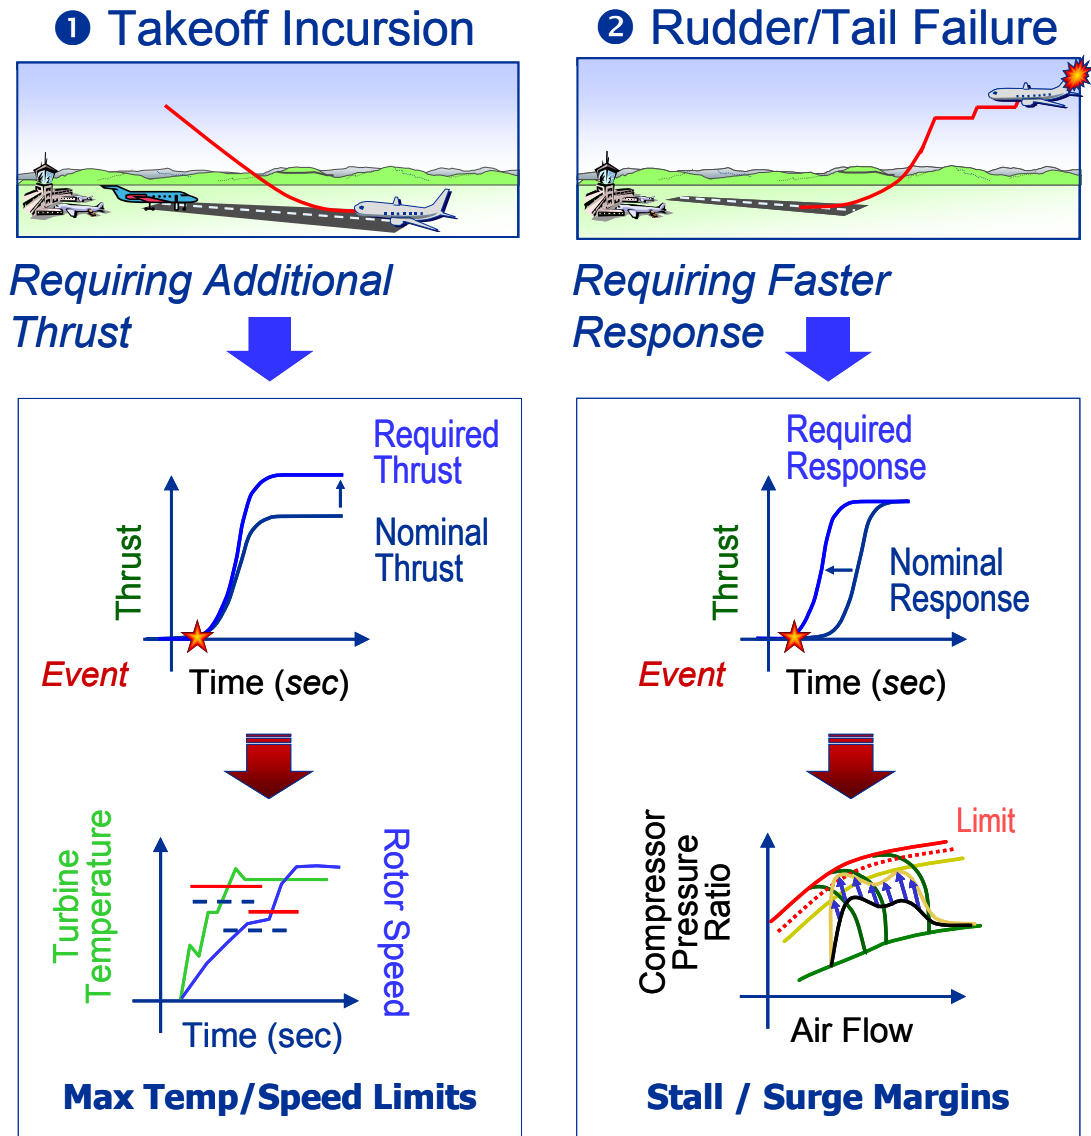 ❶ Takeoff Incursion
Requiring Additional
Thrust
Required
Thrust
Nominal
Thrust
Thrust
Event
Time (sec)
Turbine
Temperature
Rotor Speed
Time (sec)
Max Temp/Speed Limits
❷ Rudder/Tail Failure
Requiring Faster
Response
Required
Response
Nominal
Response
Thrust
Event
Time (sec)
Limit
Compressor
Pressure
Ratio
Air Flow
Stall / Surge Margins